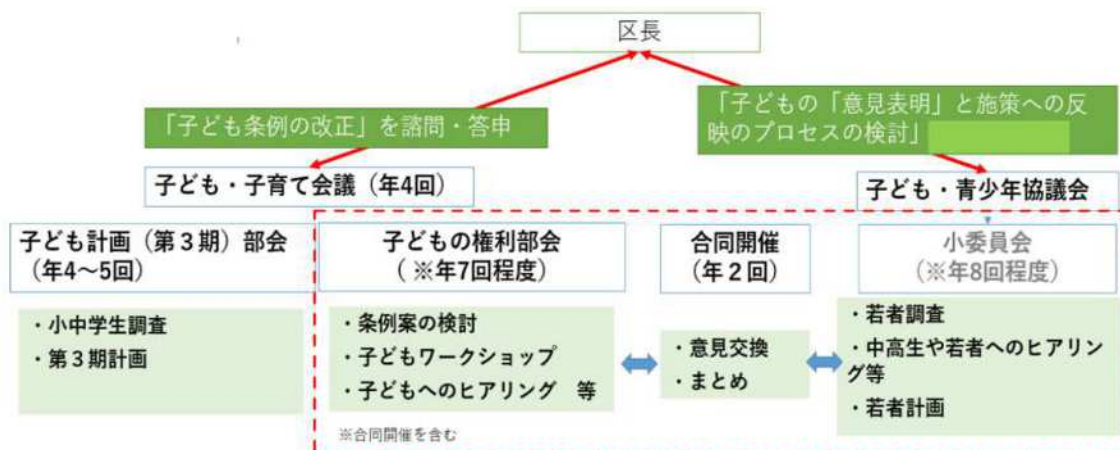 区長
「子ども条例の改正」を諮問・答申
「子どもの「意見表明」と施策への反
映のプロセスの検討」
子ども・子育て会議（年4回）
子ども・青少年協議会
子ども計画（第３期）部会
（年4～5回）
子どもの権利部会
（※年7回程度）
合同開催
（年２回）
小委員会
（※年8回程度）
・小中学生調査
・第３期計画
・条例案の検討
・子どもワークショップ
・子どもへのヒアリング　等
・意見交換
・まとめ
・若者調査
・中高生や若者へのヒアリン
グ等
・若者計画
※合同開催を含む